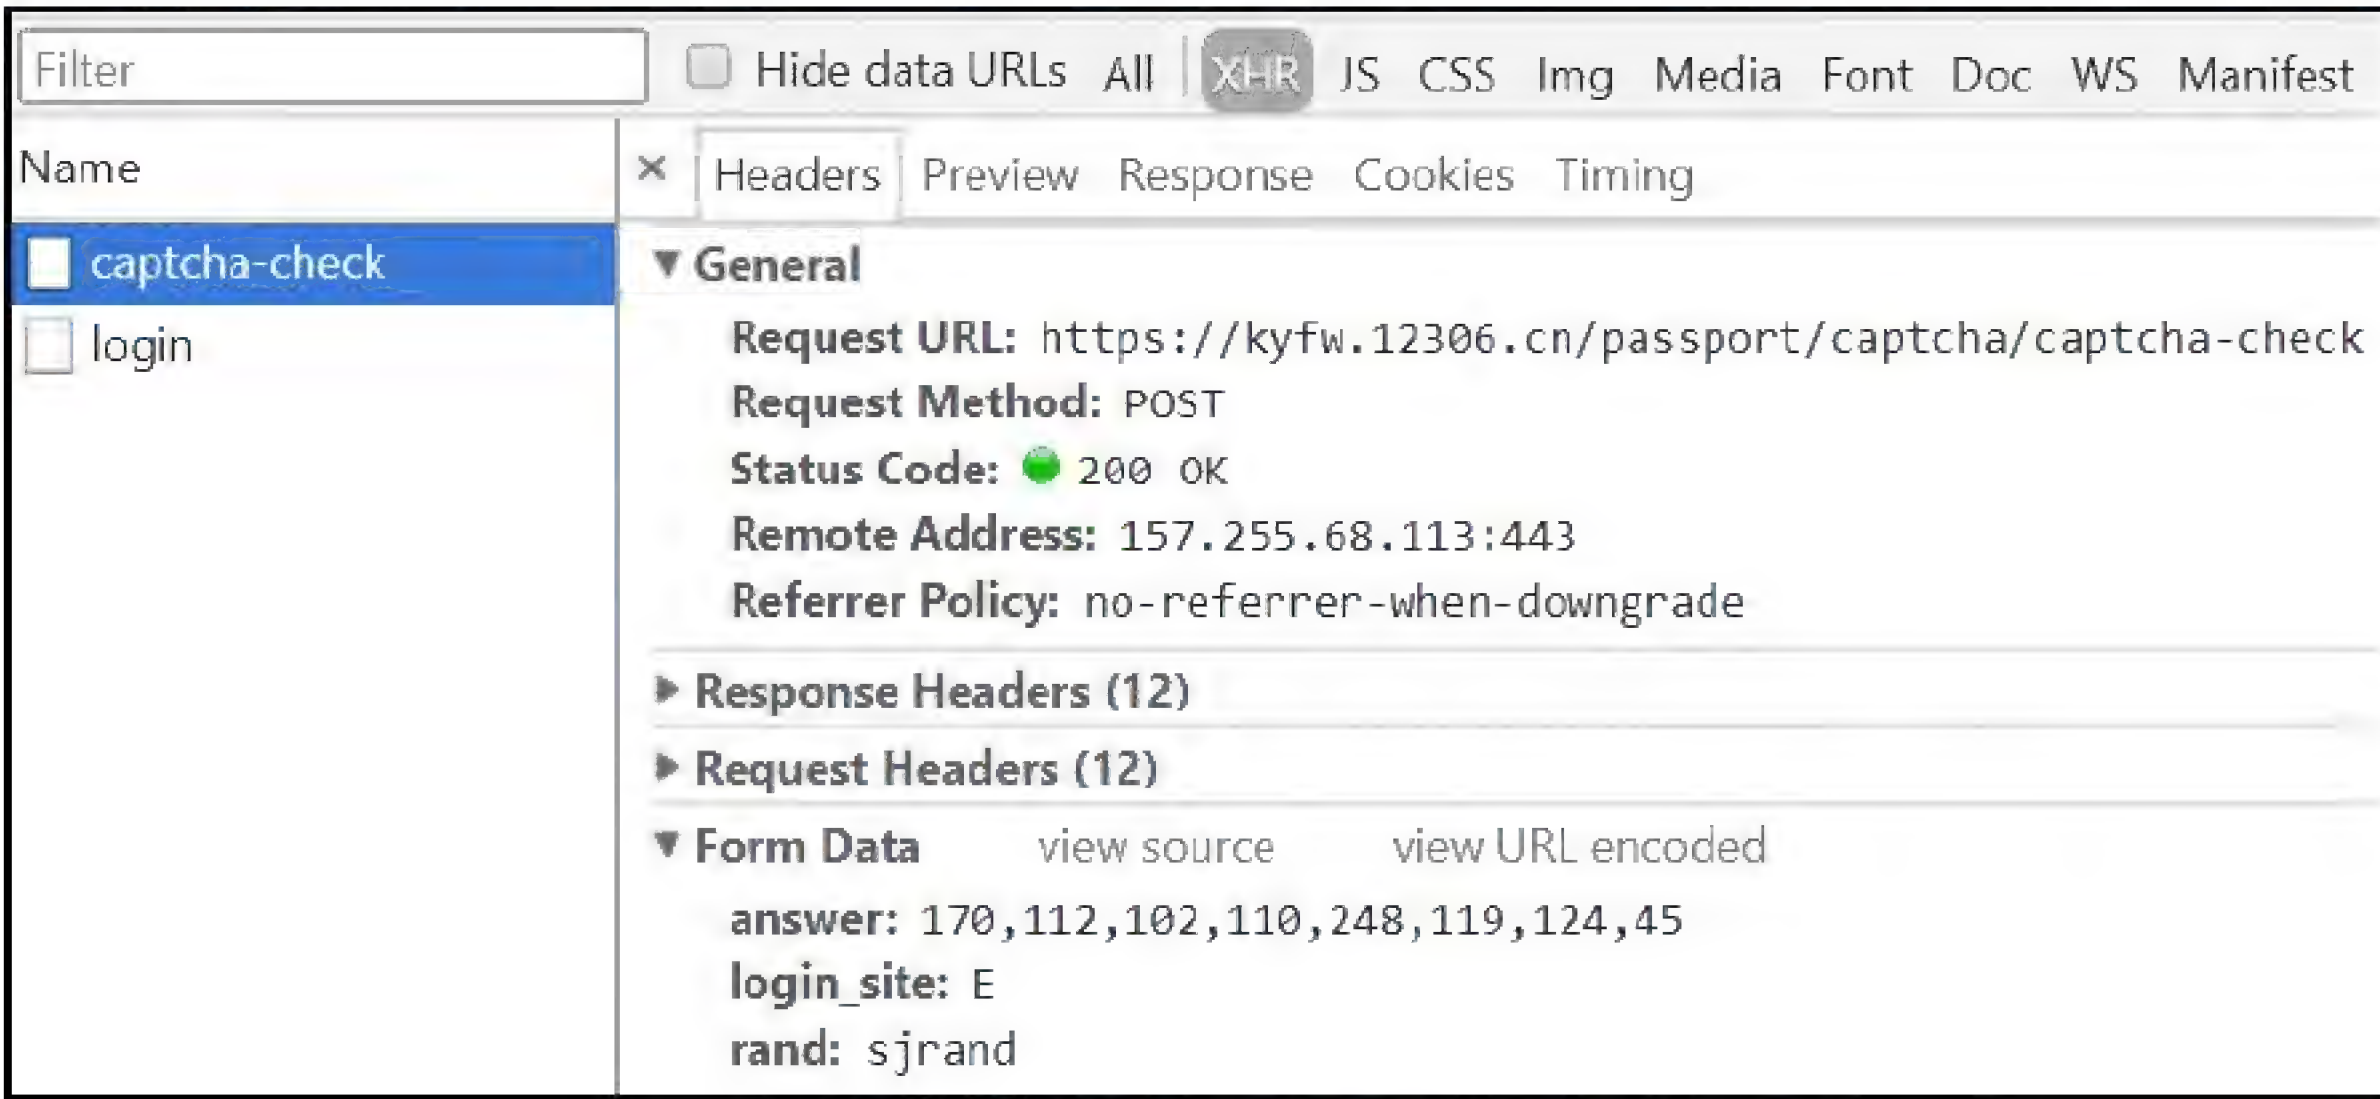 Filter Hide data URLs All XHR JS CSS Img Media Font Doc WS Manifest
Name
captcha-check
login
× Headers Preview Response Cookies Timing
▼ General
Request URL: https://kyfw.12306.cn/passport/captcha/captcha-check
Request Method: POST
Status Code: 200 OK
Remote Address: 157.255.68.113:443
Referrer Policy: no-referrer-when-downgrade
▶ Response Headers (12)
▶ Request Headers (12)
▼ Form Data view source view URL encoded
answer: 170,112,102,110,248,119,124,45
login_site: E
rand: sjrand